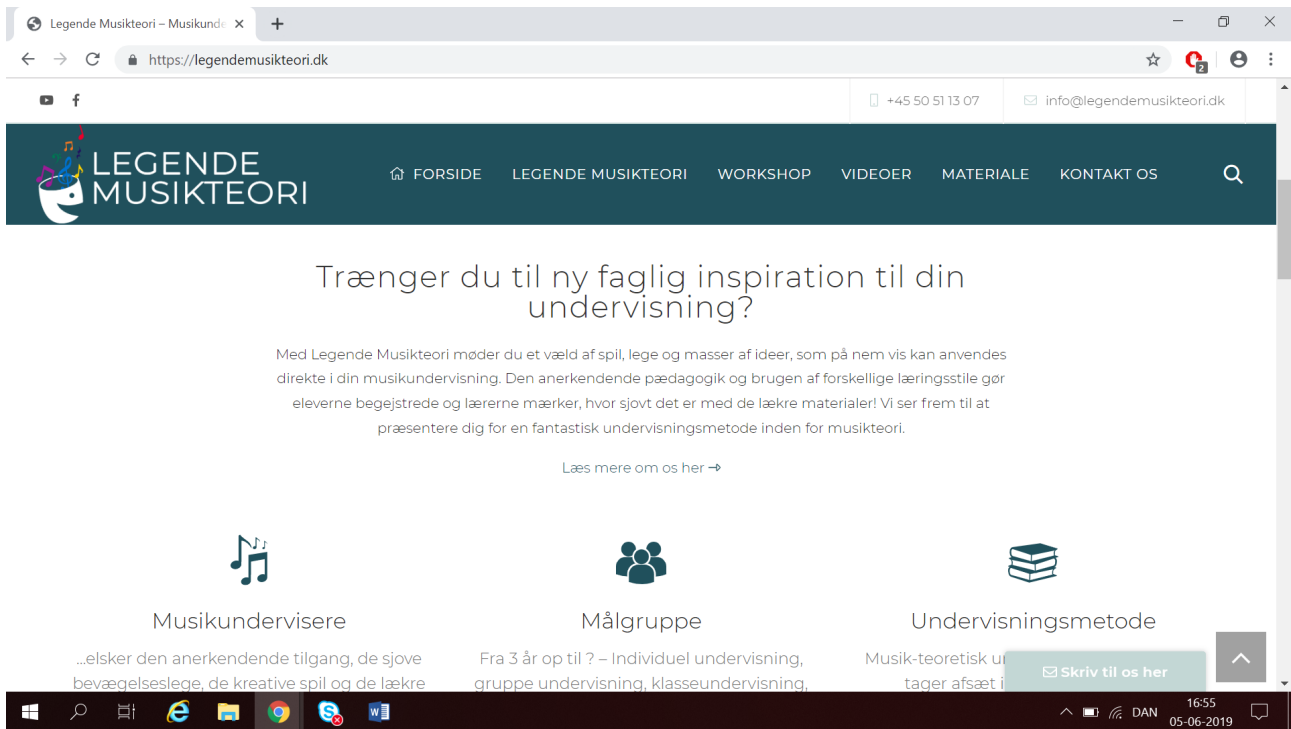 Legende Musikteori – Musikunde
https://legendemusikteori.dk
2
+45 50 51 13 07
info@legendemusikteori.dk
LEGENDE
MUSIKTEORI
FORSIDE LEGENDE MUSIKTEORI WORKSHOP VIDEOER MATERIALE KONTAKT OS
Trænger du til ny faglig inspiration til din
undervisning?
Med Legende Musikteori møder du et væld af spil, lege og masser af ideer, som på nem vis kan anvendes
direkte i din musikundervisning. Den anerkendende pædagogik og brugen af forskellige læringsstile gør
eleverne begejstrede og lærerne mærker, hvor sjovt det er med de lækre materialer! Vi ser frem til at
præsentere dig for en fantastisk undervisningsmetode inden for musikteori.
Læs mere om os her
Musikundervisere
...elsker den anerkendende tilgang, de sjove
bevægelseslege, de kreative spil og de lækre
Målgruppe
Fra 3 år op til ? – Individuel undervisning,
gruppe undervisning, klasseundervisning,
Undervisningsmetode
Musik-teoretisk u
tager afsæt i
Skriv til os her
DAN
16:55
05-06-2019